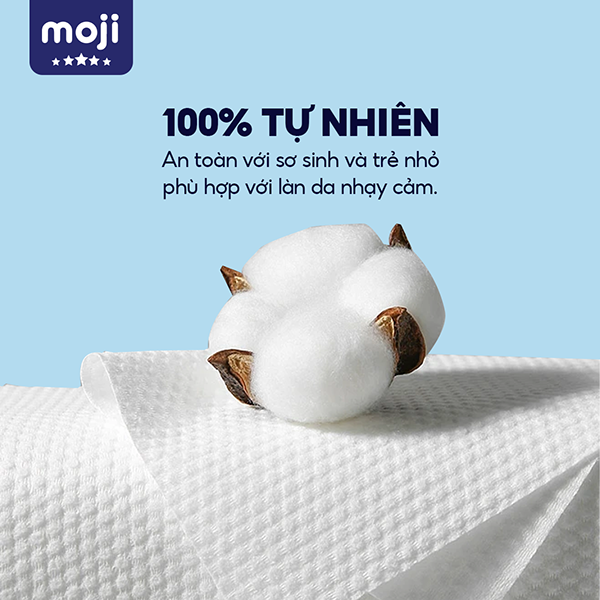 moji
100% TỰ NHIÊN
An toàn với sơ sinh và trẻ nhỏ
phù hợp với làn da nhạy cảm.